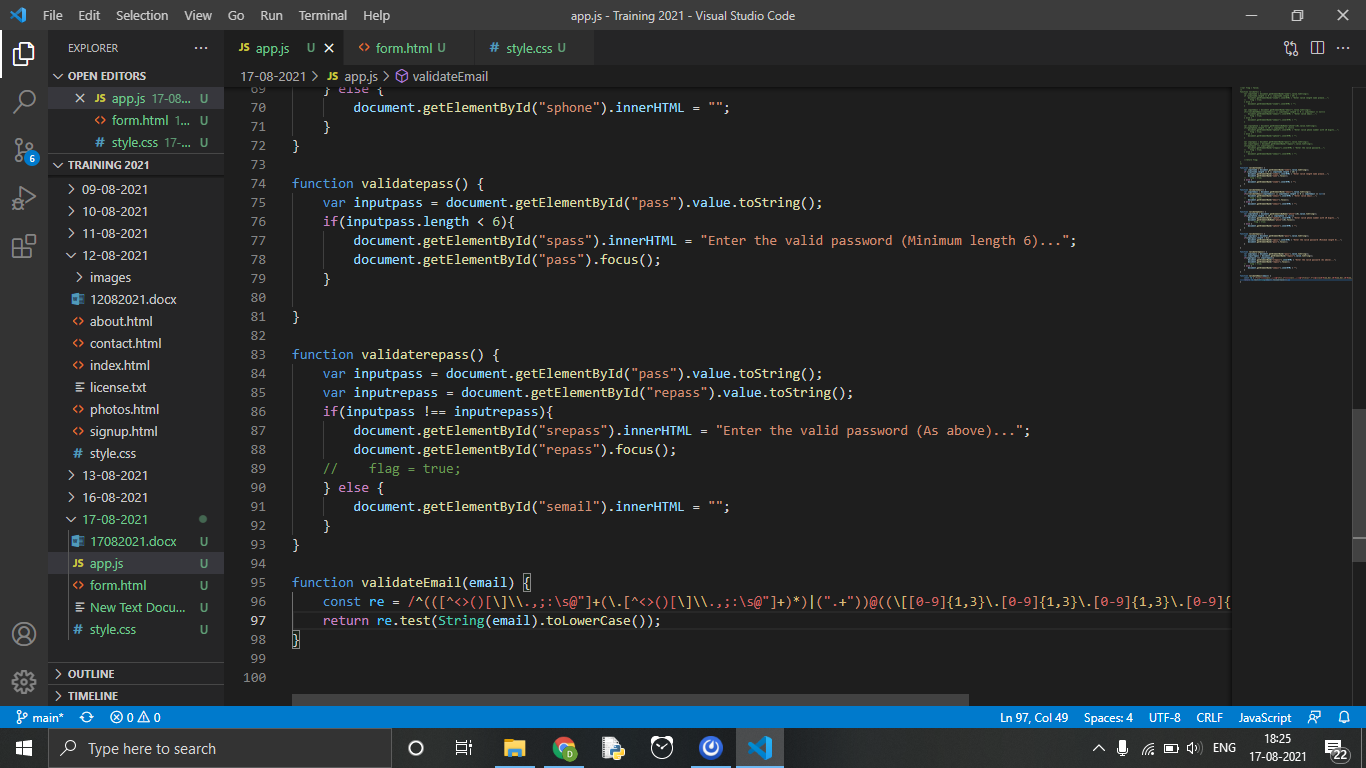 File Edit Selection View Go Run Terminal Help
app.js - Training 2021 - Visual Studio Code
EXPLORER
JS app.js U
<> form.html U
# style.css U
OPEN EDITORS
17-08-2021 > JS app.js > validateEmail
JS app.js 17-08... U
<> form.html 1... U
# style.css 17-... U
TRAINING 2021
09-08-2021
10-08-2021
11-08-2021
12-08-2021
images
12082021.docx
about.html
contact.html
index.html
license.txt
photos.html
signup.html
# style.css
13-08-2021
16-08-2021
17-08-2021
17082021.docx U
JS app.js U
<> form.html U
New Text Docu... U
# style.css U
OUTLINE
TIMELINE
69 } else {
70 document.getElementById("sphone").innerHTML = "";
71 }
72 }
73
74 function validatepass() {
75 var inputpass = document.getElementById("pass").value.toString();
76 if(inputpass.length < 6){
77 document.getElementById("spass").innerHTML = "Enter the valid password (Minimum length 6)...";
78 document.getElementById("pass").focus();
79 }
80
81 }
82
83 function validaterepass() {
84 var inputpass = document.getElementById("pass").value.toString();
85 var inputrepass = document.getElementById("repass").value.toString();
86 if(inputpass !== inputrepass){
87 document.getElementById("srepass").innerHTML = "Enter the valid password (As above)...";
88 document.getElementById("repass").focus();
89 // flag = true;
90 } else {
91 document.getElementById("semail").innerHTML = "";
92 }
93 }
94
95 function validateEmail(email) {
96 const re = /^(([^<>()[\]\\.,;:\s@"]+(\.[^<>()[\]\\.,;:\s@"]+)*)|(".+"))@((\[[0-9]{1,3}\.[0-9]{1,3}\.[0-9]{1,3}\.[0-9]{
97 return re.test(String(email).toLowerCase());
98 }
99
100
6
main*
0 0
Ln 97, Col 49
Spaces: 4
UTF-8
CRLF
JavaScript
Type here to search
ENG
18:25
17-08-2021
22